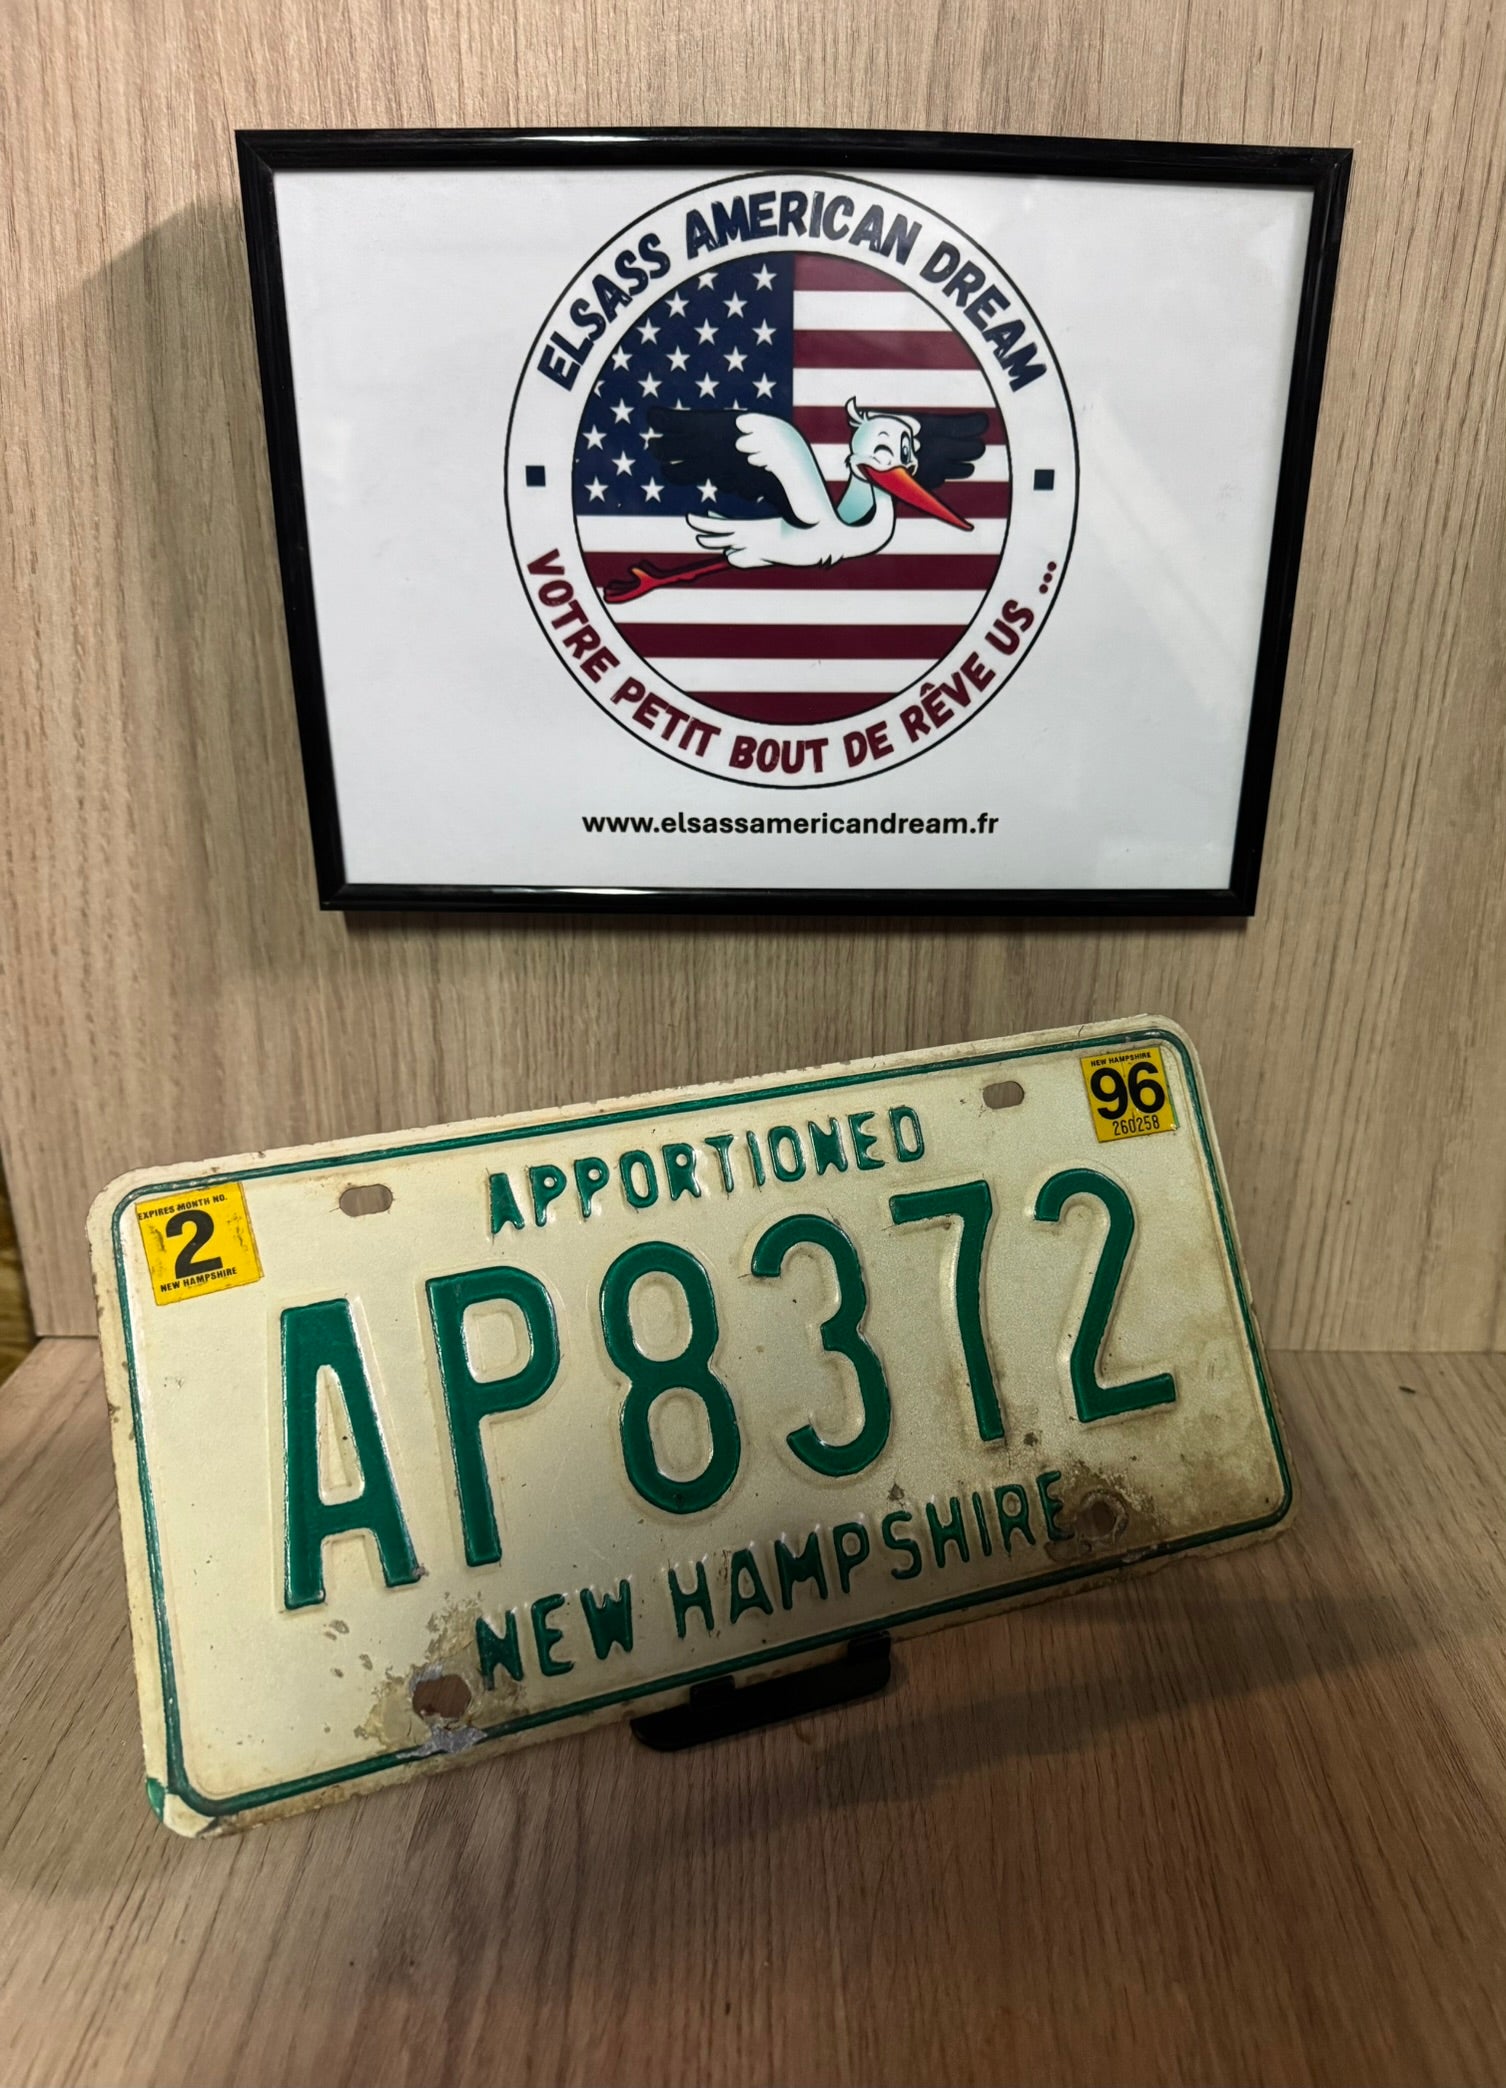 ELSASS AMERICAN DREAM
VOTRE PETIT BOUT DE RÊVE US ...
www.elsassamericandream.fr
NEW HAMPSHIRE
96
260258
EXPIRES MONTH NO.
2
NEW HAMPSHIRE
APPORTIONED
AP8372
NEW HAMPSHIRE